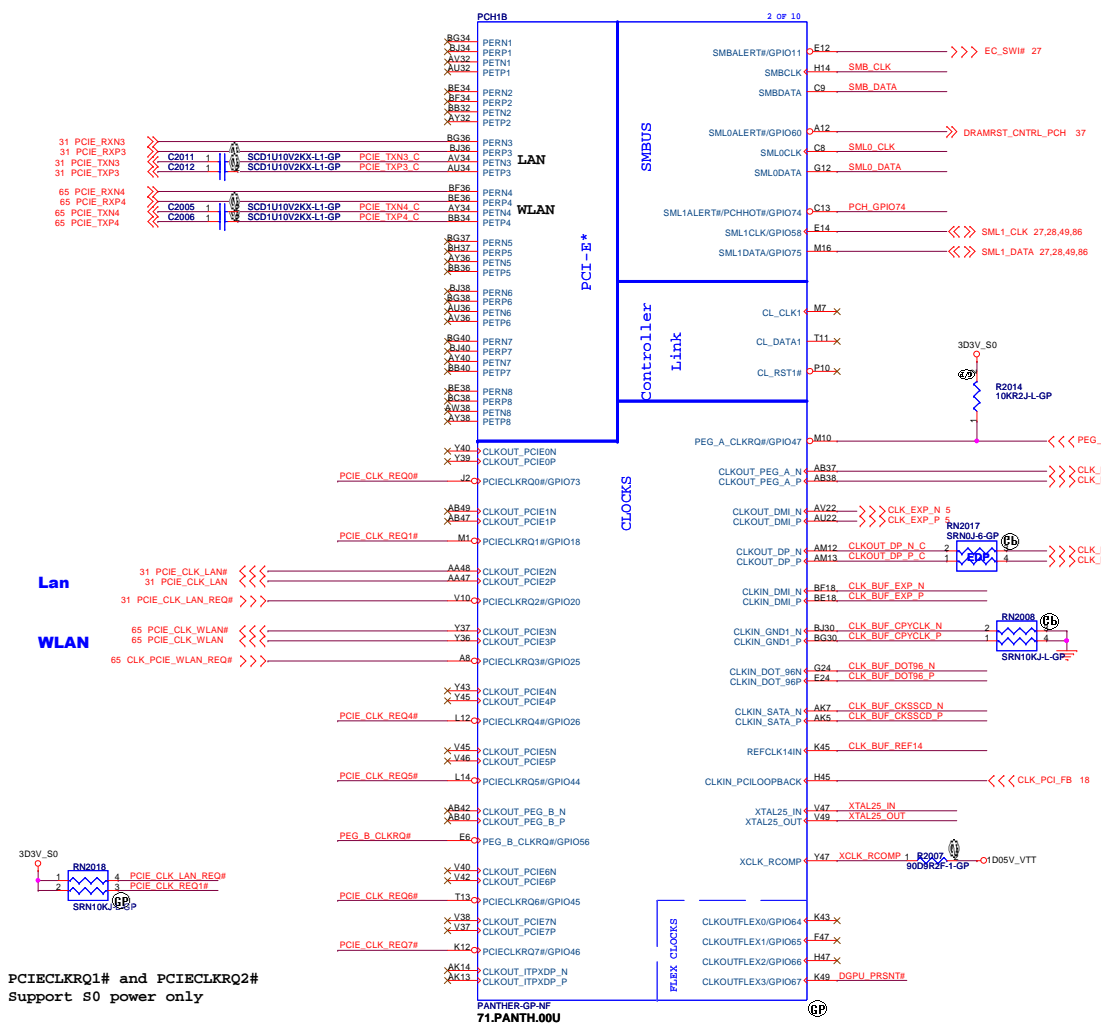 PCH1B
2 OF 10
BG34 PERN1
BJ34 PERP1
AV32 PETN1
AU32 PETP1
BE34 PERN2
BF34 PERP2
BB32 PETN2
AY32 PETP2
31 PCIE_RXN3 BG36 PERN3
31 PCIE_RXP3 BJ36 PERP3
31 PCIE_TXN3 C2011 1 SCD1U10V2KX-L1-GP PCIE_TXN3_C AV34 PETN3
31 PCIE_TXP3 C2012 1 SCD1U10V2KX-L1-GP PCIE_TXP3_C AU34 PETP3
LAN
65 PCIE_RXN4 BF36 PERN4
65 PCIE_RXP4 BE36 PERP4
65 PCIE_TXN4 C2005 1 SCD1U10V2KX-L1-GP PCIE_TXN4_C AY34 PETN4
65 PCIE_TXP4 C2006 1 SCD1U10V2KX-L1-GP PCIE_TXP4_C BB34 PETP4
WLAN
BG37 PERN5
BH37 PERP5
AY36 PETN5
BB36 PETP5
BJ38 PERN6
BG38 PERP6
AU36 PETN6
AV36 PETP6
BG40 PERN7
BJ40 PERP7
AY40 PETN7
BB40 PETP7
BE38 PERN8
BC38 PERP8
AW38 PETN8
AY38 PETP8
PCI-E*
Y40 CLKOUT_PCIE0N
Y39 CLKOUT_PCIE0P
PCIE_CLK_REQ0# J2 PCIECLKRQ0#/GPIO73
AB49 CLKOUT_PCIE1N
AB47 CLKOUT_PCIE1P
PCIE_CLK_REQ1# M1 PCIECLKRQ1#/GPIO18
Lan
31 PCIE_CLK_LAN# AA48 CLKOUT_PCIE2N
31 PCIE_CLK_LAN AA47 CLKOUT_PCIE2P
31 PCIE_CLK_LAN_REQ# V10 PCIECLKRQ2#/GPIO20
WLAN
65 PCIE_CLK_WLAN# Y37 CLKOUT_PCIE3N
65 PCIE_CLK_WLAN Y36 CLKOUT_PCIE3P
65 CLK_PCIE_WLAN_REQ# A8 PCIECLKRQ3#/GPIO25
Y43 CLKOUT_PCIE4N
Y45 CLKOUT_PCIE4P
PCIE_CLK_REQ4# L12 PCIECLKRQ4#/GPIO26
V45 CLKOUT_PCIE5N
V46 CLKOUT_PCIE5P
PCIE_CLK_REQ5# L14 PCIECLKRQ5#/GPIO44
AB42 CLKOUT_PEG_B_N
AB40 CLKOUT_PEG_B_P
PEG_B_CLKRQ# E6 PEG_B_CLKRQ#/GPIO56
V40 CLKOUT_PCIE6N
V42 CLKOUT_PCIE6P
PCIE_CLK_REQ6# T13 PCIECLKRQ6#/GPIO45
V38 CLKOUT_PCIE7N
V37 CLKOUT_PCIE7P
PCIE_CLK_REQ7# K12 PCIECLKRQ7#/GPIO46
AK14 CLKOUT_ITPXDP_N
AK13 CLKOUT_ITPXDP_P
3D3V_S0
RN2018
1 4 PCIE_CLK_LAN_REQ#
2 3 PCIE_CLK_REQ1#
GP
PCIECLKRQ1# and PCIECLKRQ2#
Support S0 power only
PANTHER-GP-NF
71.PANTH.00U
GP
SMBUS
SMBALERT#/GPIO11 E12 EC_SWI# 27
SMBCLK H14 SMB_CLK
SMBDATA C9 SMB_DATA
SML0ALERT#/GPIO60 A12 DRAMRST_CNTRL_PCH 37
SML0CLK C8 SML0_CLK
SML0DATA G12 SML0_DATA
SML1ALERT#/PCHHOT#/GPIO74 C13 PCH_GPIO74
SML1CLK/GPIO58 E14 SML1_CLK 27,28,49,86
SML1DATA/GPIO75 M16 SML1_DATA 27,28,49,86
Controller
Link
CL_CLK1 M7
CL_DATA1 T11
CL_RST1# P10
3D3V_S0
R2014
10KR2J-L-GP
1
CLOCKS
PEG_A_CLKRQ#/GPIO47 M10 PEG_
CLKOUT_PEG_A_N AB37 CLK_
CLKOUT_PEG_A_P AB38 CLK_
CLKOUT_DMI_N AV22 CLK_EXP_N 5
CLKOUT_DMI_P AU22 CLK_EXP_P 5
RN2017
SRN0J-6-GP
CLKOUT_DP_N AM12 CLKOUT_DP_N_C 2 CLK_
CLKOUT_DP_P AM13 CLKOUT_DP_P_C 1 4 CLK_
EDP
CLKIN_DMI_N BF18 CLK_BUF_EXP_N
CLKIN_DMI_P BE18 CLK_BUF_EXP_P
RN2008
CLKIN_GND1_N BJ30 CLK_BUF_CPYCLK_N 2
CLKIN_GND1_P BG30 CLK_BUF_CPYCLK_P 1 4
SRN10KJ-L-GP
CLKIN_DOT_96N G24 CLK_BUF_DOT96_N
CLKIN_DOT_96P E24 CLK_BUF_DOT96_P
CLKIN_SATA_N AK7 CLK_BUF_CKSSCD_N
CLKIN_SATA_P AK5 CLK_BUF_CKSSCD_P
REFCLK14IN K45 CLK_BUF_REF14
CLKIN_PCILOOPBACK H45 CLK_PCI_FB 18
XTAL25_IN V47 XTAL25_IN
XTAL25_OUT V49 XTAL25_OUT
XCLK_RCOMP Y47 XCLK_RCOMP 1 R2007 1D05V_VTT
90D9R2F-1-GP
FLEX CLOCKS
CLKOUTFLEX0/GPIO64 K43
CLKOUTFLEX1/GPIO65 F47
CLKOUTFLEX2/GPIO66 H47
CLKOUTFLEX3/GPIO67 K49 DGPU_PRSNT#